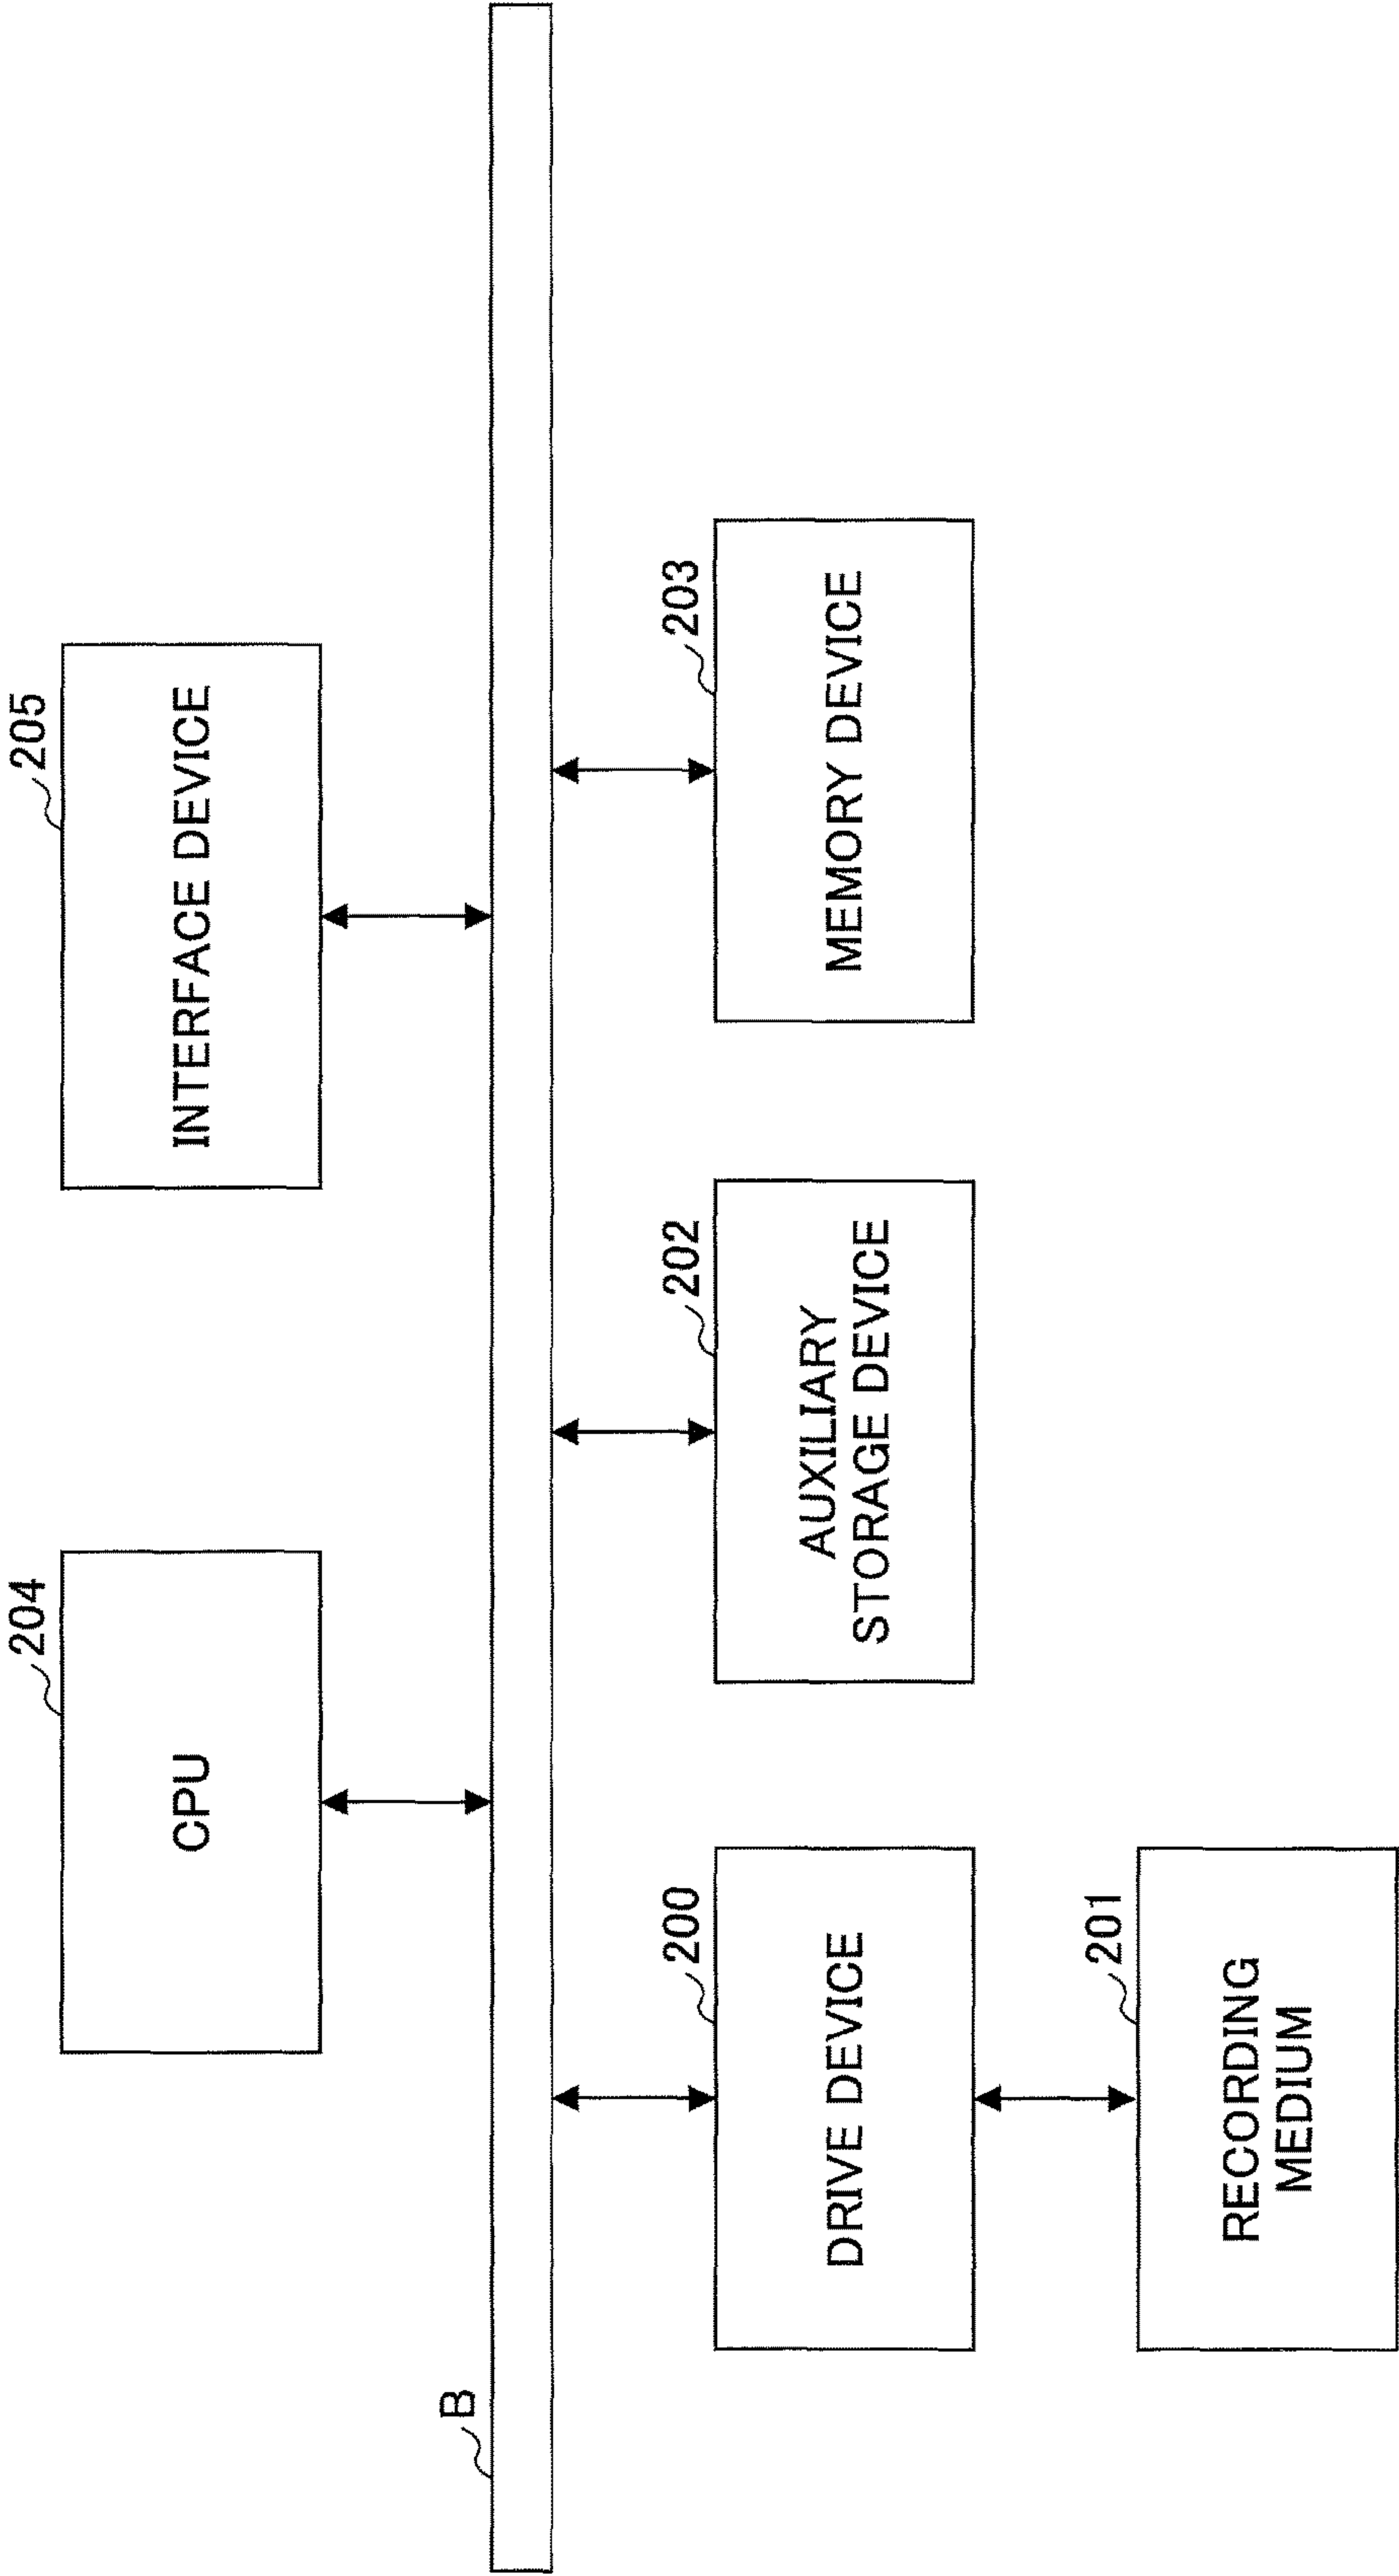 204
CPU
205
INTERFACE DEVICE
B
200
DRIVE DEVICE
202
AUXILIARY
STORAGE DEVICE
203
MEMORY DEVICE
201
RECORDING
MEDIUM